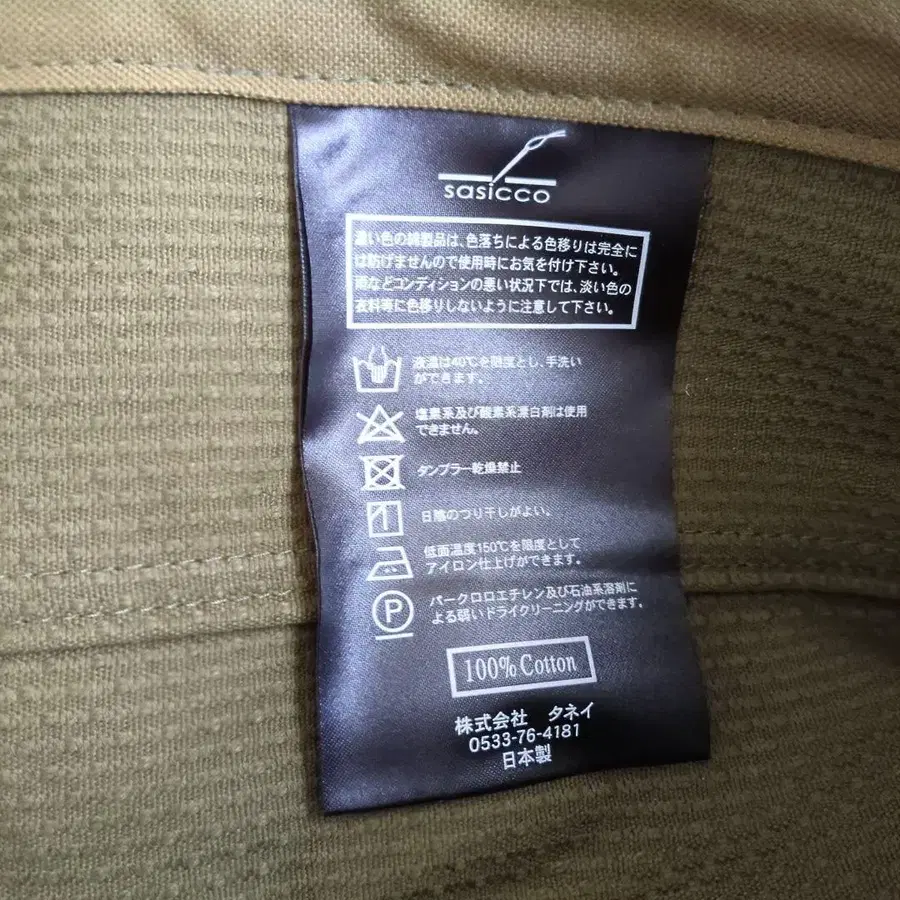 sasicco
濃い色の綿製品は、色落ちによる色移りは完全に
は防げませんので使用時にお気を付け下さい。
雨などコンディションの悪い状況下では、淡い色の
衣料等に色移りしないように注意して下さい。
液温は40℃を限度とし、手洗い
ができます。
塩素系及び酸素系漂白剤は使用
できません。
タンブラー乾燥禁止
日陰のつり干しがよい。
低面温度150℃を限度として
アイロン仕上げができます。
P
パークロロエチレン及び石油系溶剤に
よる弱いドライクリーニングができます。
100% Cotton
株式会社 タネイ
0533-76-4181
日本製